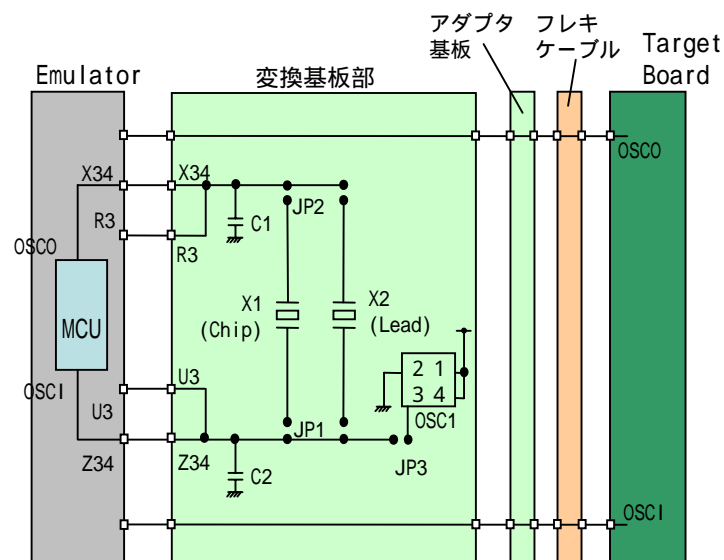 アダプタ
基板
フレキ
ケーブル
Target
Board
Emulator
変換基板部
OSCO
X34
X34
C1
JP2
R3
R3
OSCO
X1
(Chip)
X2
(Lead)
MCU
2 1
3 4
OSC1
OSCI
U3
U3
JP1
Z34
Z34
C2
JP3
OSCI